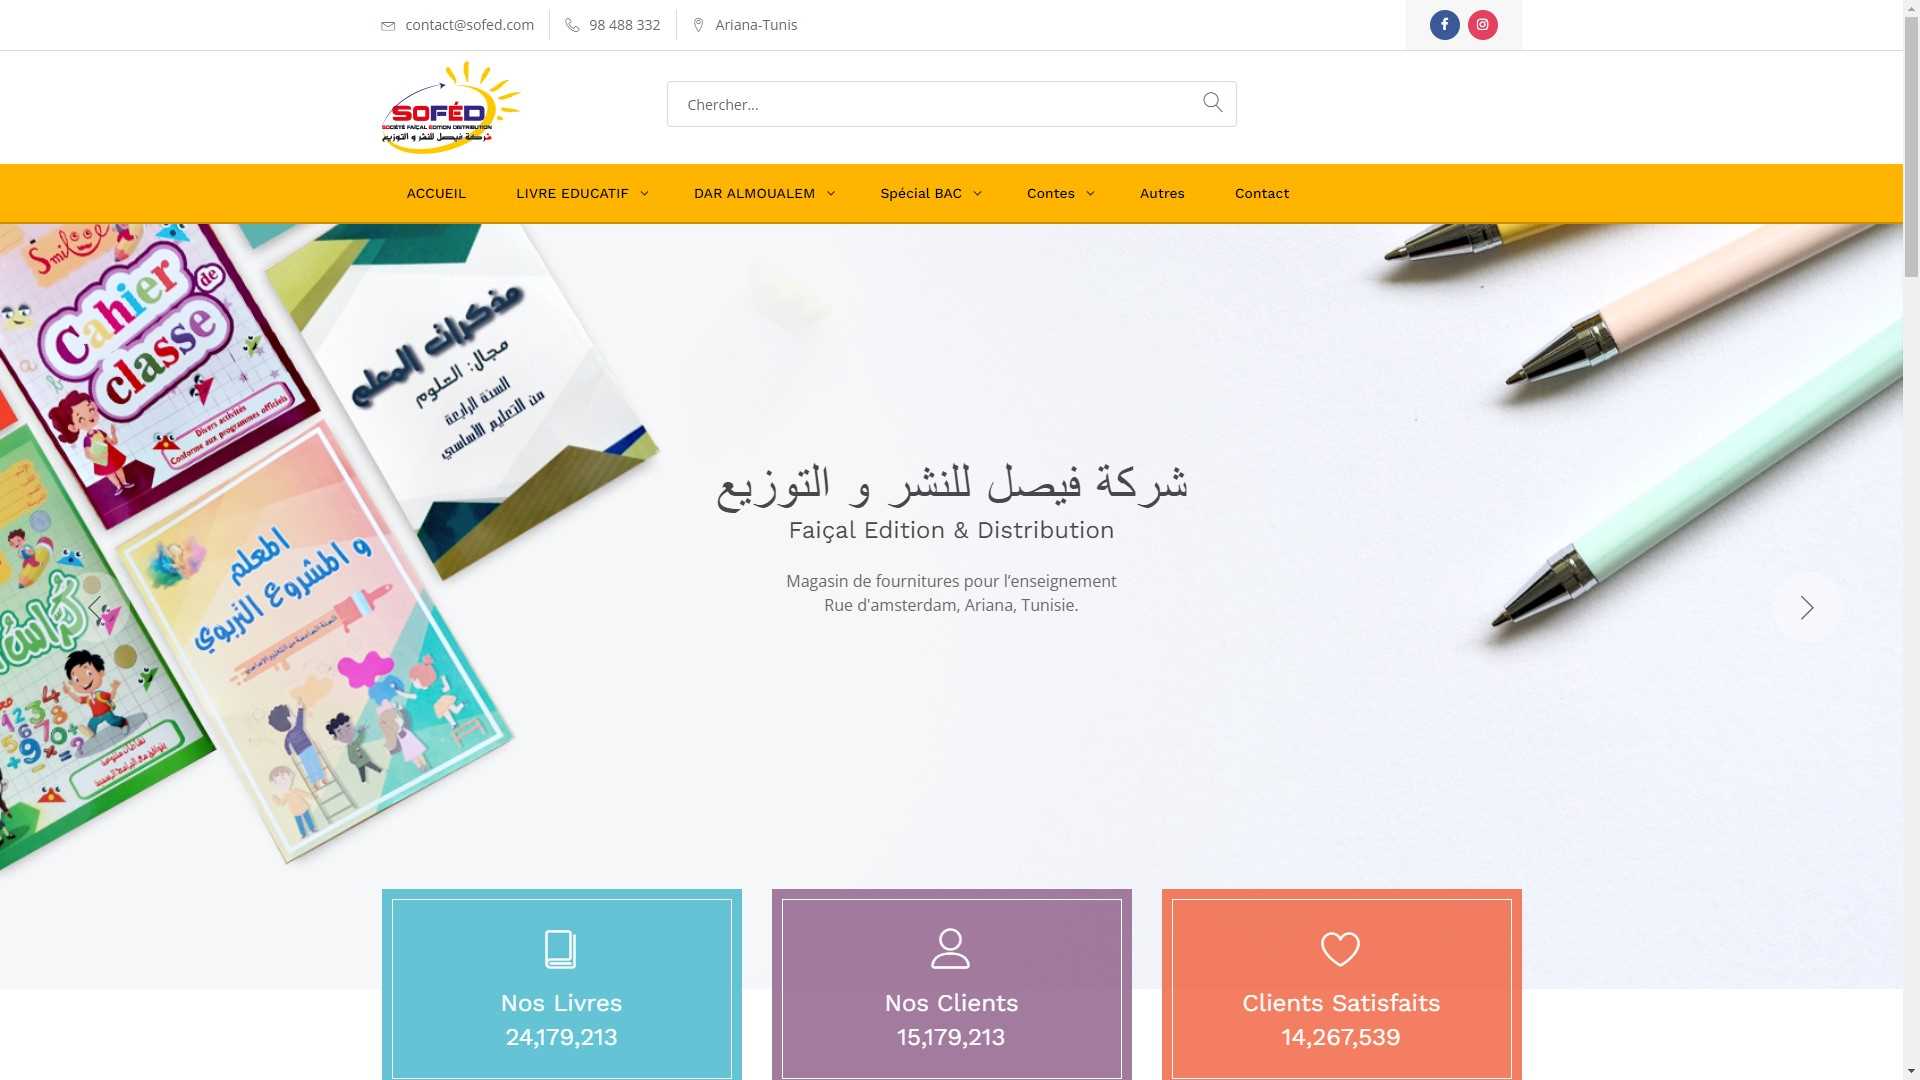 contact@sofed.com
98 488 332
Ariana-Tunis
SOFÉD
SOCIÉTÉ FAIÇAL EDITION DISTRIBUTION
شركة فيصل للنشر و التوزيع
Chercher...
ACCUEIL
LIVRE EDUCATIF
DAR ALMOUALEM
Spécial BAC
Contes
Autres
Contact
Smile
Cahier
de
classe
Divers activités
Conforme aux programmes officiels
مذكرات المعلم
مجال: العلوم
السنة الرابعة
من التعليم الأساسي
المعلم
و المشروع التربوي
شركة فيصل للنشر و التوزيع
Faiçal Edition & Distribution
Magasin de fournitures pour l’enseignement
Rue d'amsterdam, Ariana, Tunisie.
Nos Livres
24,179,213
Nos Clients
15,179,213
Clients Satisfaits
14,267,539